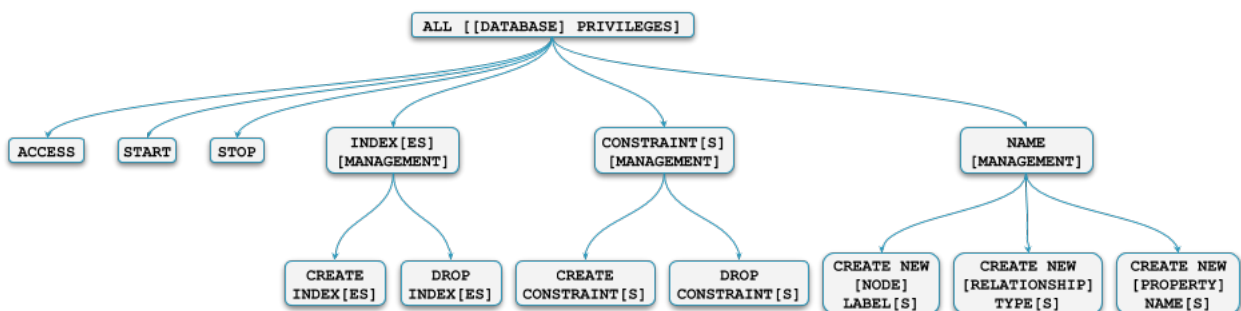 ALL [[DATABASE] PRIVILEGES]
ACCESS
START
STOP
INDEX[ES]
[MANAGEMENT]
CONSTRAINT[S]
[MANAGEMENT]
NAME
[MANAGEMENT]
CREATE
INDEX[ES]
DROP
INDEX[ES]
CREATE
CONSTRAINT[S]
DROP
CONSTRAINT[S]
CREATE NEW
[NODE]
LABEL[S]
CREATE NEW
[RELATIONSHIP]
TYPE[S]
CREATE NEW
[PROPERTY]
NAME[S]